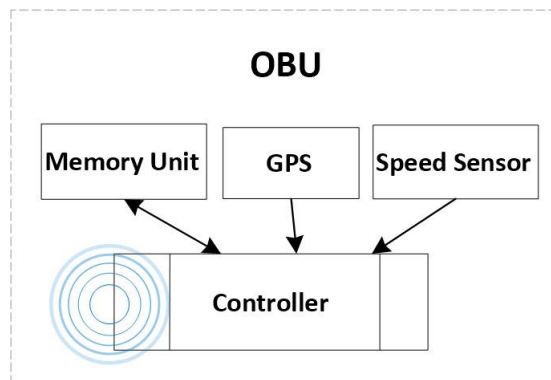 OBU
Memory Unit
GPS
Speed Sensor
Controller